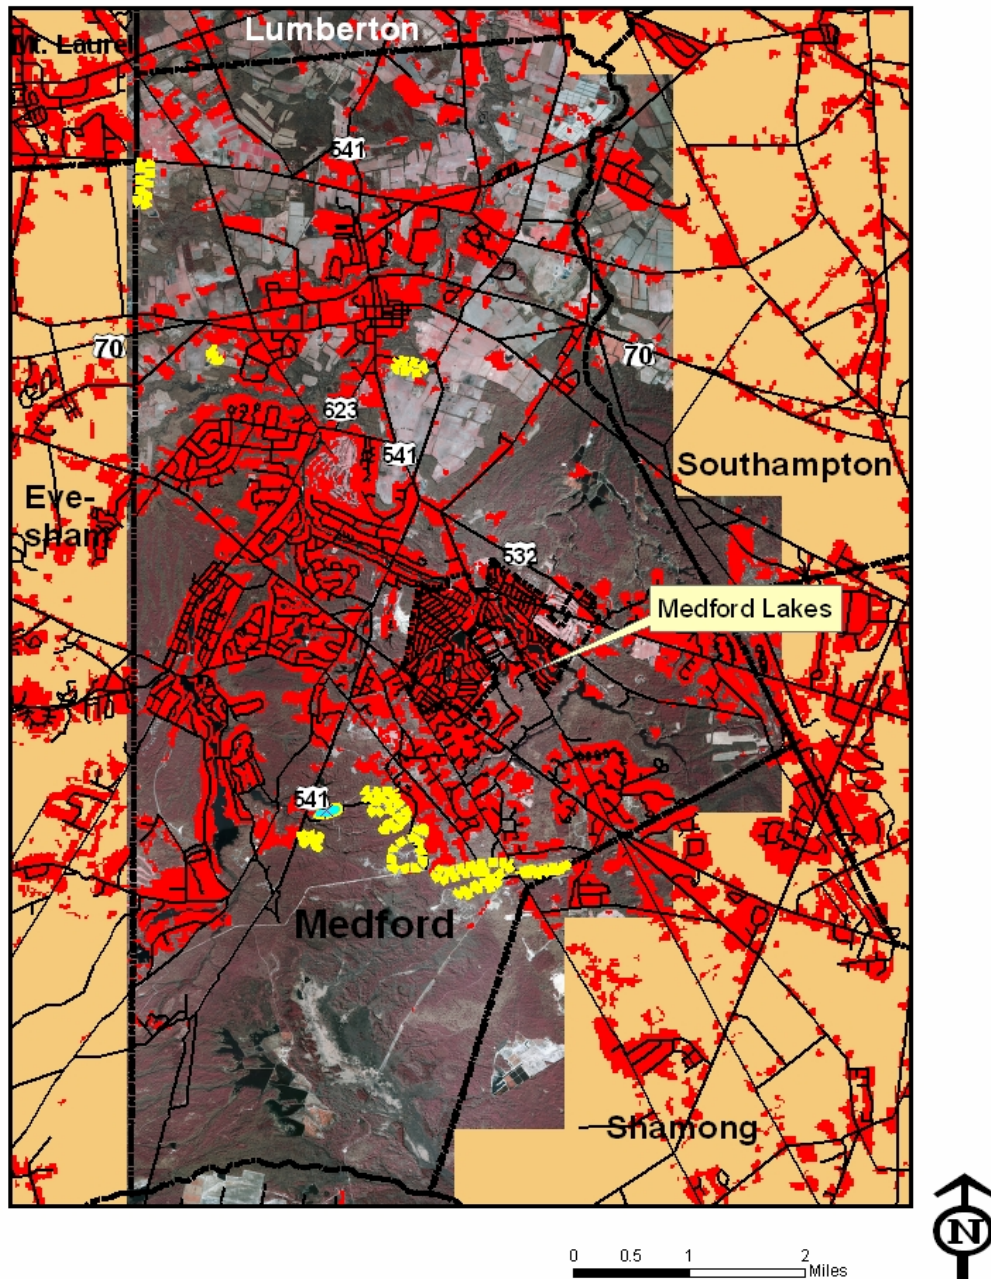 Lumberton
Mt. Laurel
541
70
70
623
541
Southampton
Eve-
sham
532
Medford Lakes
541
Medford
Shamong
N
0 0.5 1 2
Miles